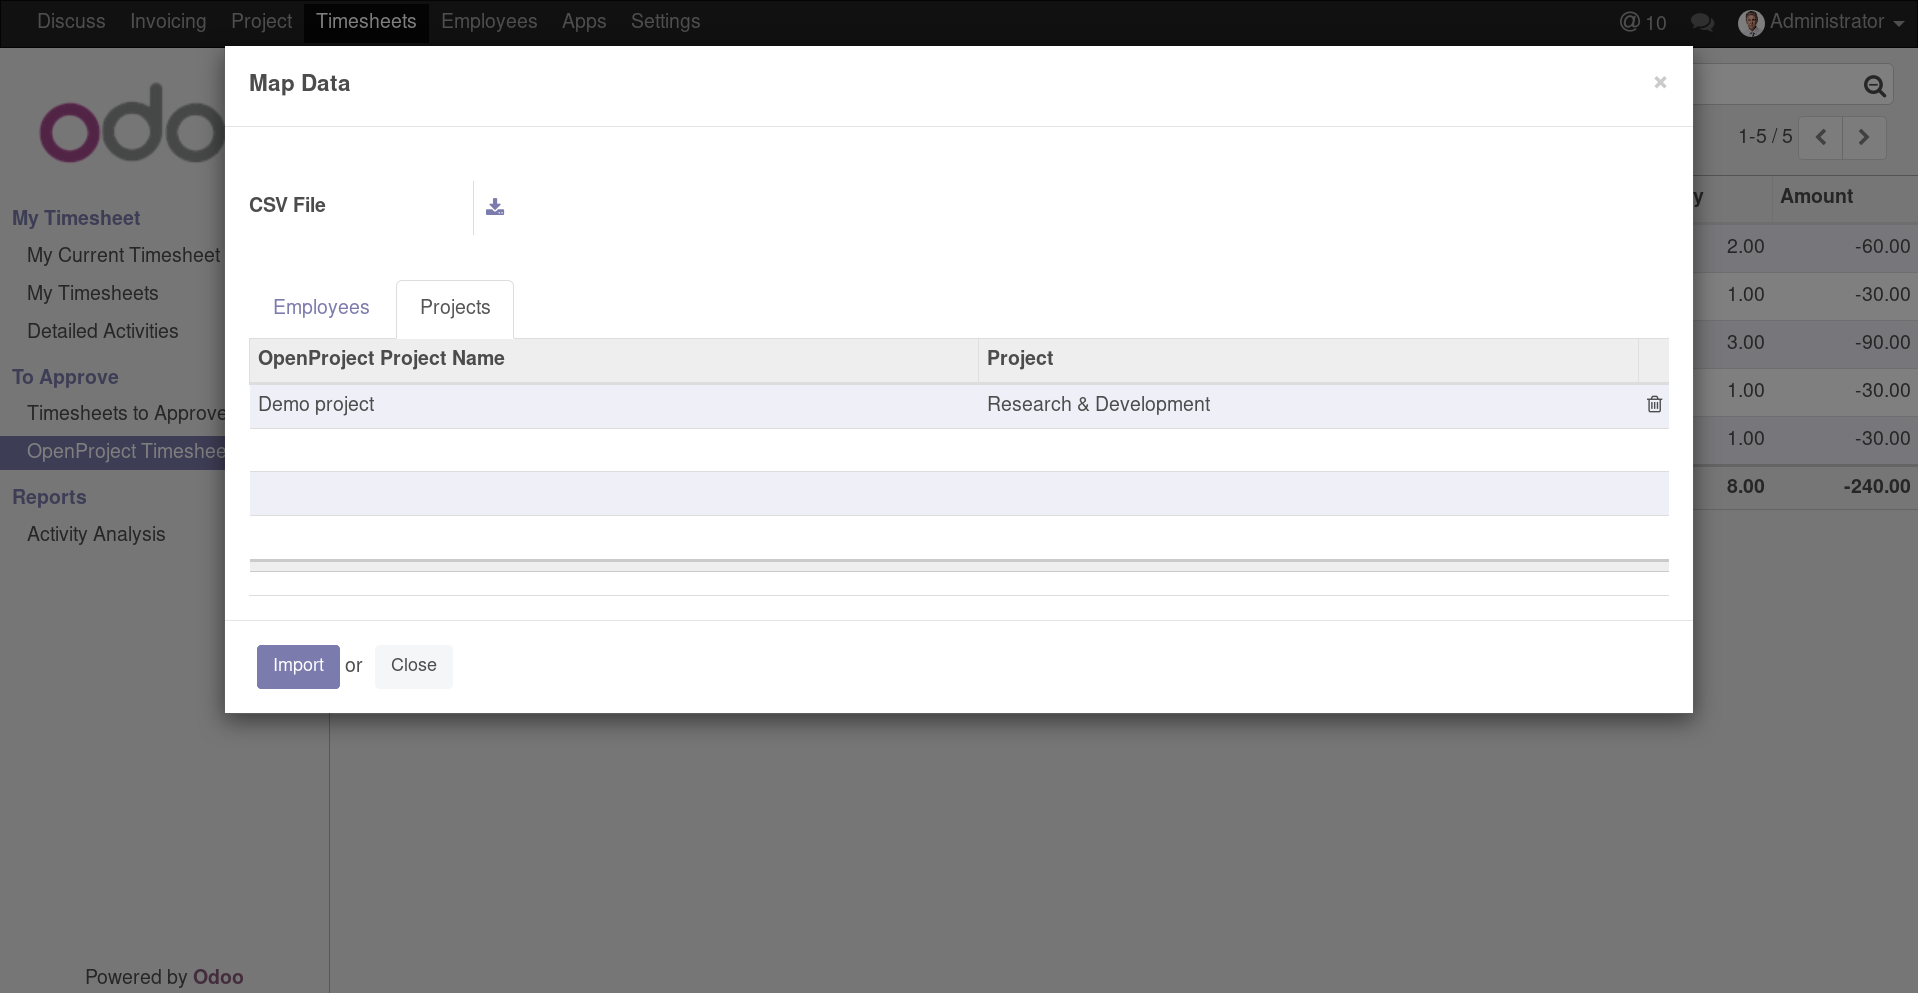 Discuss Invoicing Project Timesheets Employees Apps Settings @ 10 Administrator
Map Data ×
odo
1-5 / 5
CSV File
My Timesheet
My Current Timesheet
My Timesheets
Detailed Activities
To Approve
Timesheets to Approve
OpenProject Timeshee
Reports
Activity Analysis
Employees Projects
OpenProject Project Name Project
Demo project Research & Development
y Amount
2.00 -60.00
1.00 -30.00
3.00 -90.00
1.00 -30.00
1.00 -30.00
8.00 -240.00
Import or Close
Powered by Odoo